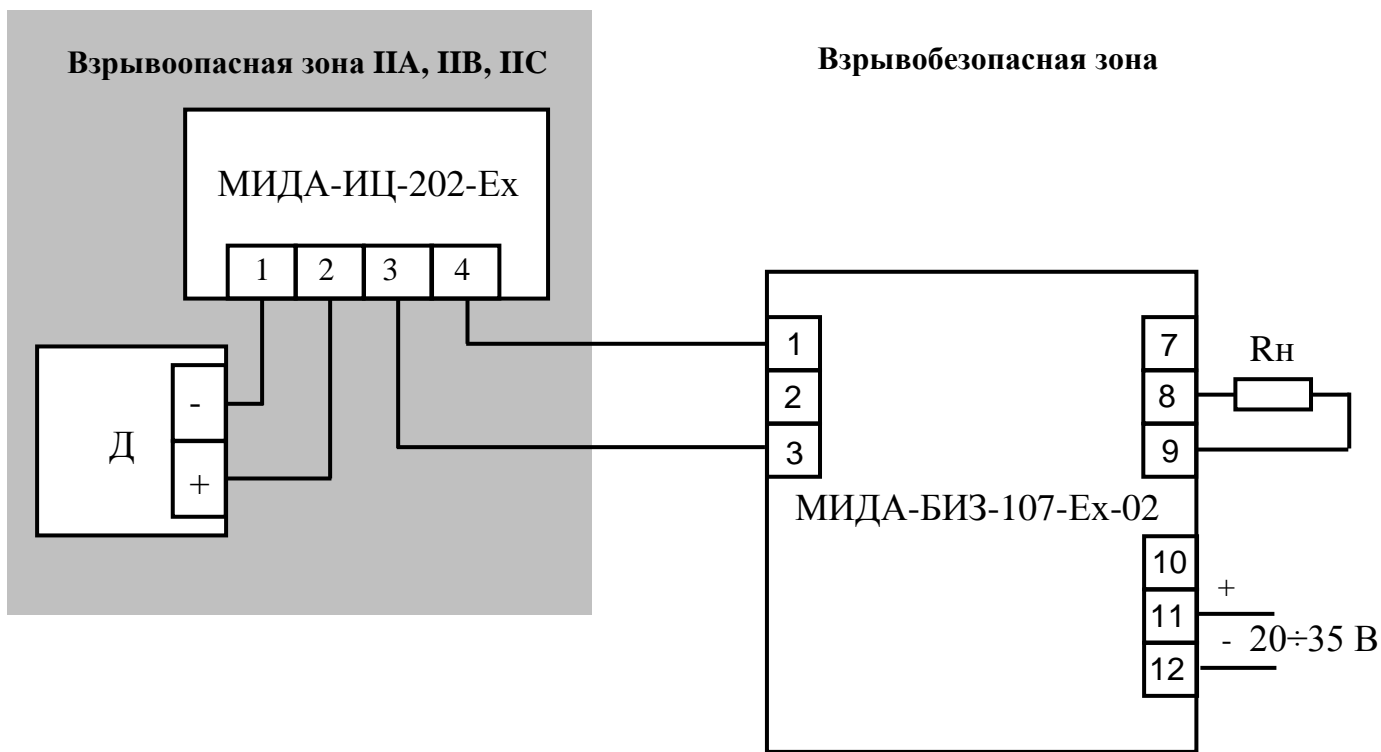 Взрывоопасная зона IIA, IIB, IIC
Взрывобезопасная зона
МИДА-ИЦ-202-Ex
1 2 3 4
Д
-
+
1
2
3
МИДА-БИЗ-107-Ex-02
7
8
9
10
11
12
Rн
+
- 20÷35 В